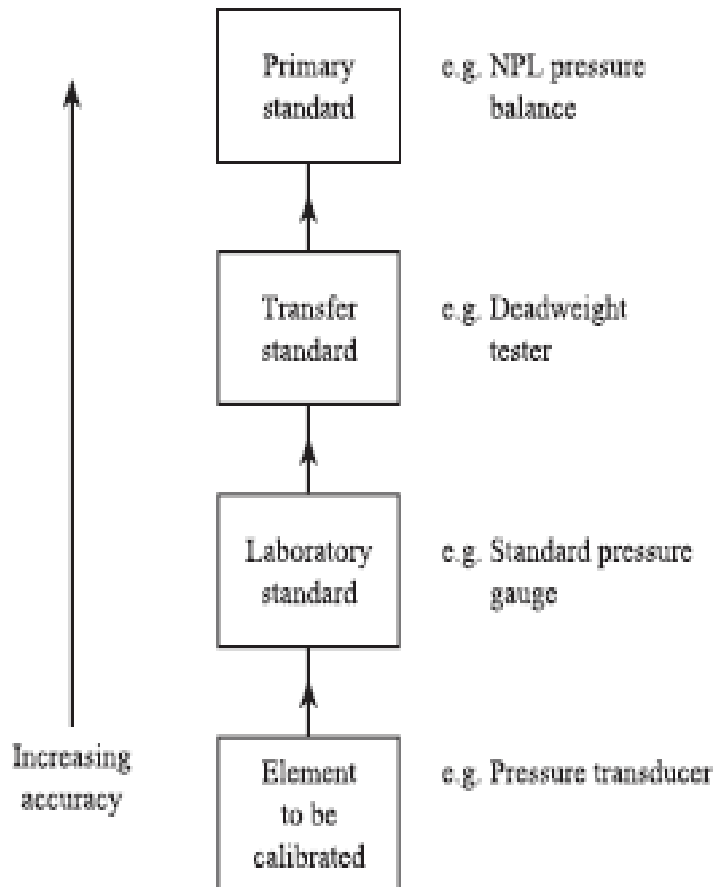 Primary
standard
e.g. NPL pressure
balance
Transfer
standard
e.g. Deadweight
tester
Laboratory
standard
e.g. Standard pressure
gauge
Increasing
accuracy
Element
to be
calibrated
e.g. Pressure transducer